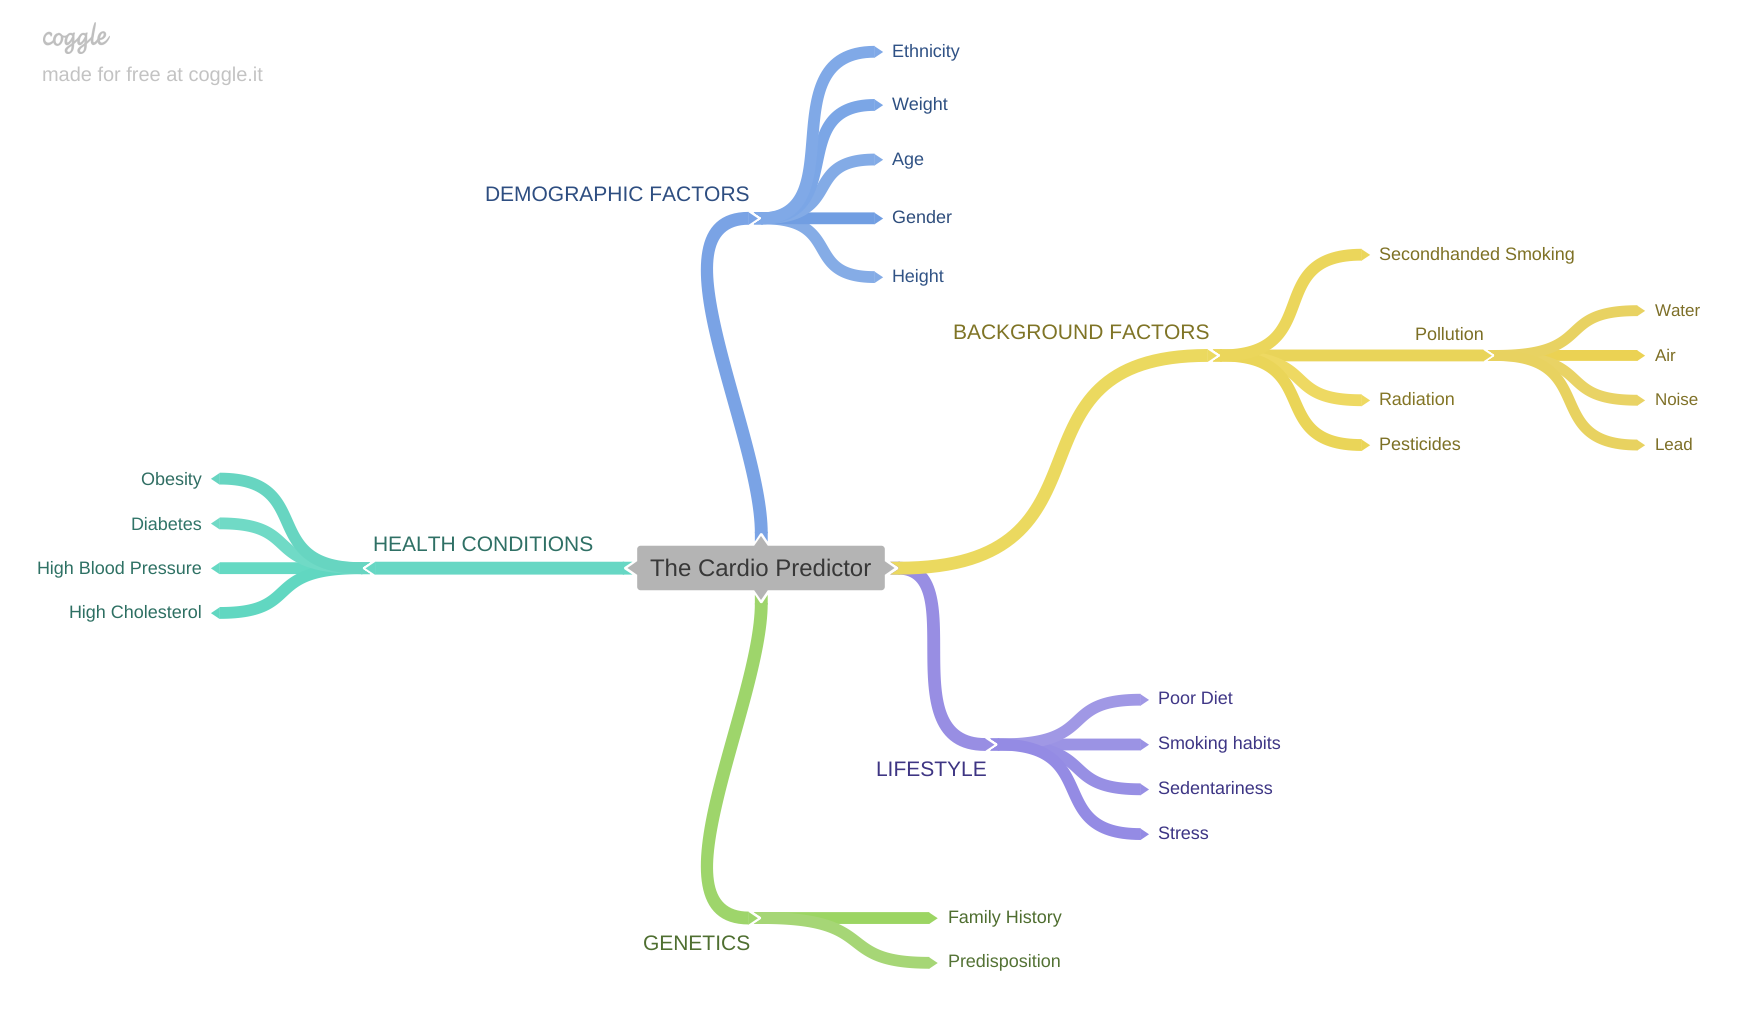 coggle
made for free at coggle.it
DEMOGRAPHIC FACTORS
Ethnicity
Weight
Age
Gender
Height
BACKGROUND FACTORS
Secondhanded Smoking
Pollution
Water
Air
Noise
Lead
Radiation
Pesticides
The Cardio Predictor
HEALTH CONDITIONS
Obesity
Diabetes
High Blood Pressure
High Cholesterol
LIFESTYLE
Poor Diet
Smoking habits
Sedentariness
Stress
GENETICS
Family History
Predisposition